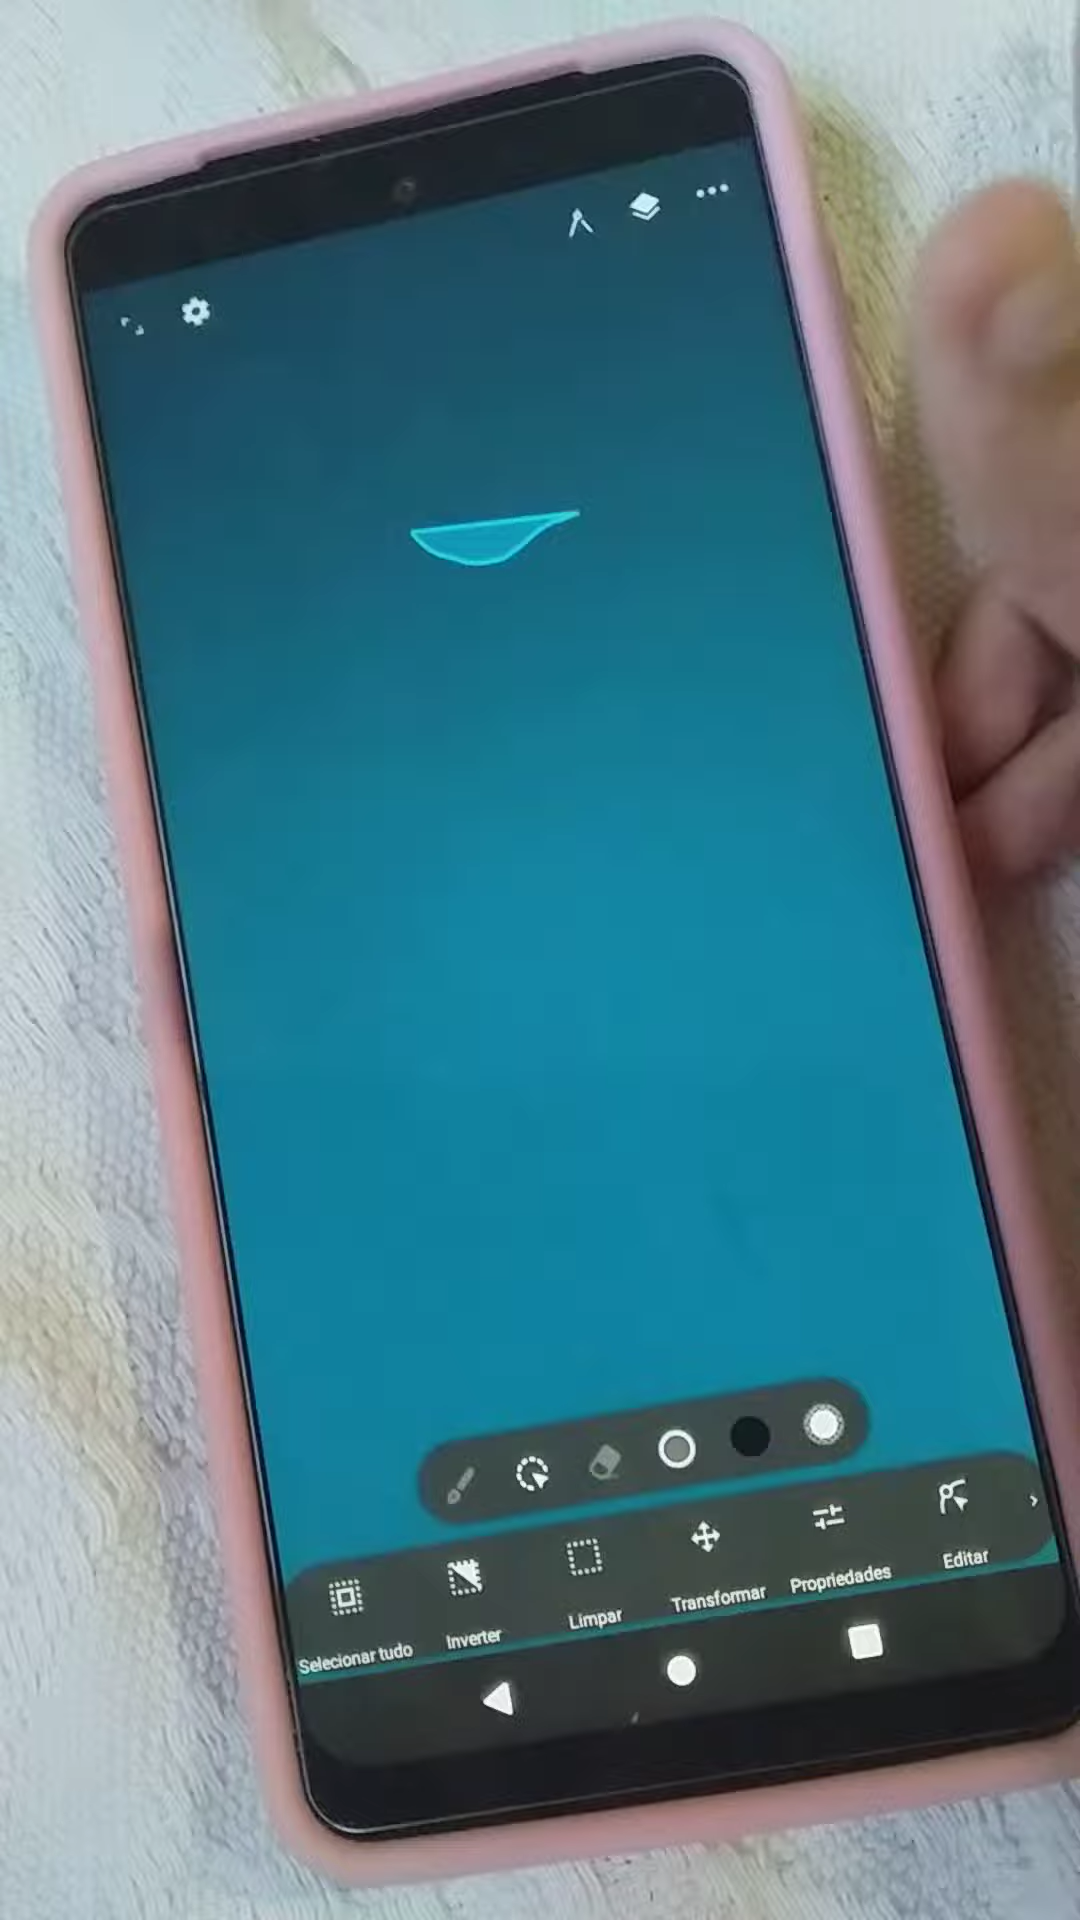 Selecionar tudo
Inverter
Limpar
Transformar
Propriedades
Editar